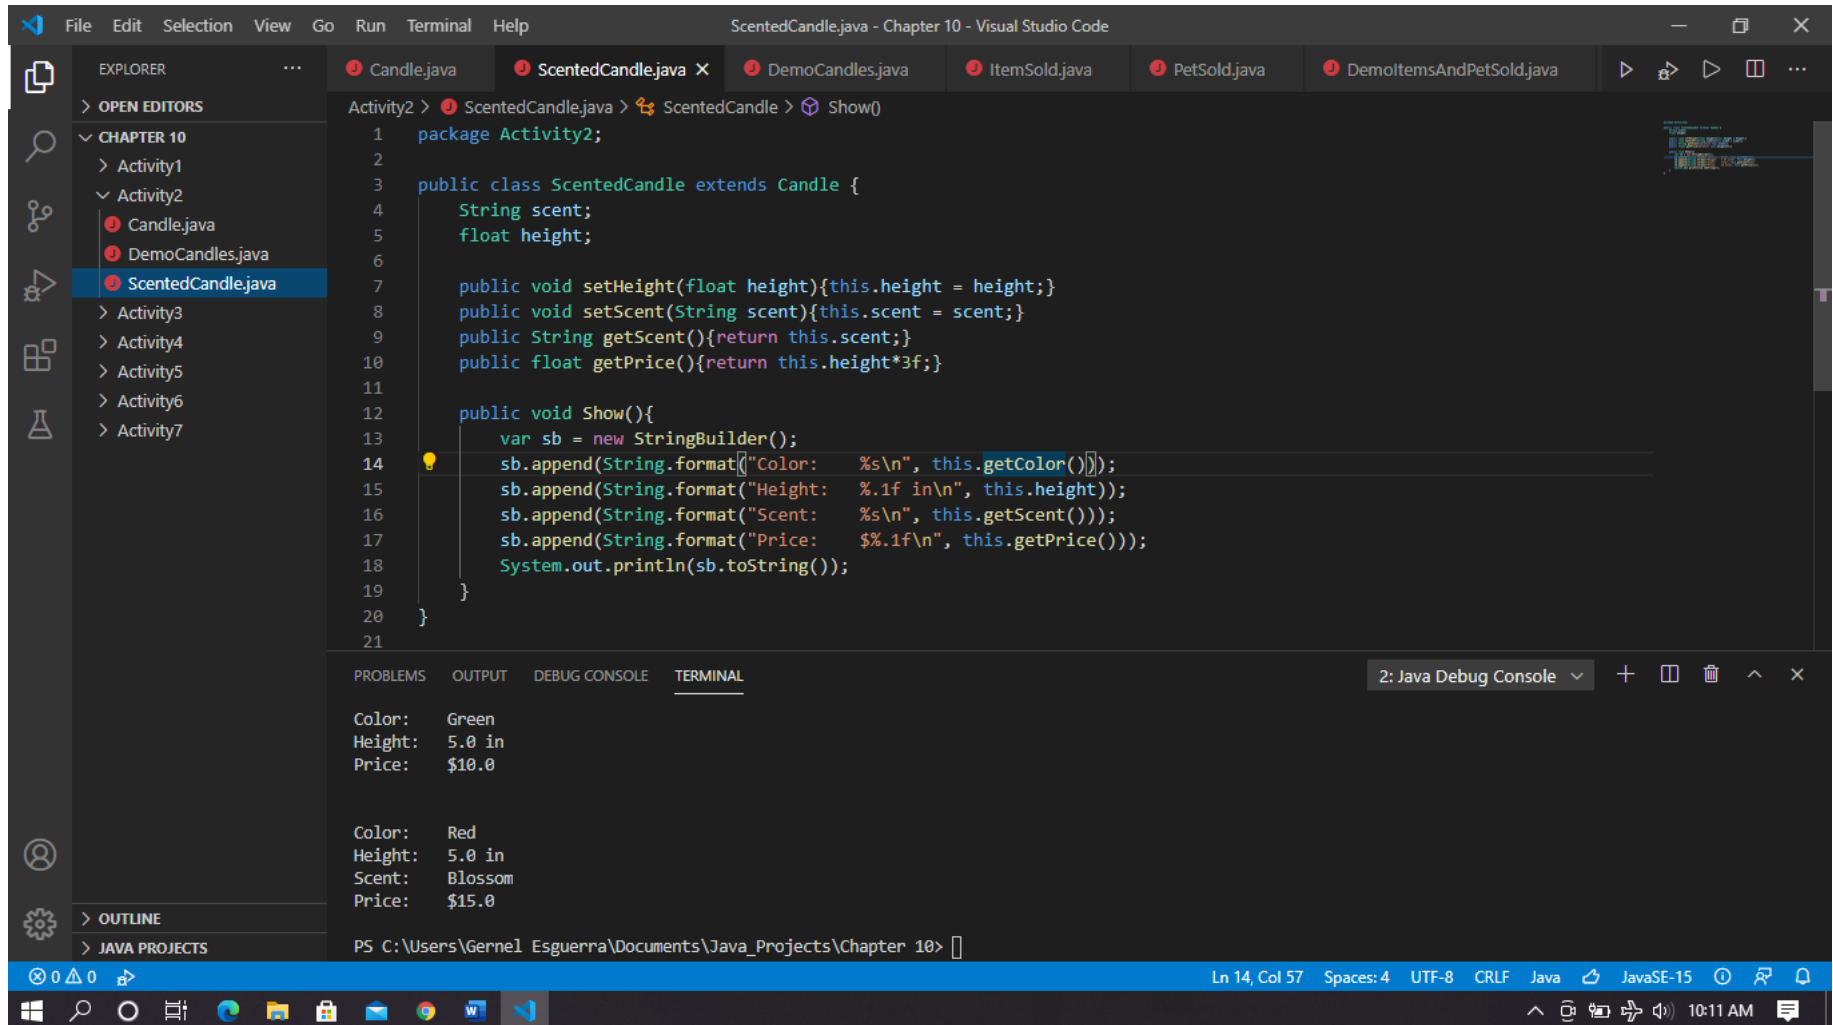 File Edit Selection View Go Run Terminal Help ScentedCandle.java - Chapter 10 - Visual Studio Code
EXPLORER ···
Candle.java ScentedCandle.java DemoCandles.java ItemSold.java PetSold.java DemoItemsAndPetSold.java
OPEN EDITORS
CHAPTER 10
Activity1
Activity2
Candle.java
DemoCandles.java
ScentedCandle.java
Activity3
Activity4
Activity5
Activity6
Activity7
OUTLINE
JAVA PROJECTS
Activity2 > ScentedCandle.java > ScentedCandle > Show()
1 package Activity2;
2
3 public class ScentedCandle extends Candle {
4 String scent;
5 float height;
6
7 public void setHeight(float height){this.height = height;}
8 public void setScent(String scent){this.scent = scent;}
9 public String getScent(){return this.scent;}
10 public float getPrice(){return this.height*3f;}
11
12 public void Show(){
13 var sb = new StringBuilder();
14 sb.append(String.format("Color:    %s\n", this.getColor()));
15 sb.append(String.format("Height:   %.1f in\n", this.height));
16 sb.append(String.format("Scent:    %s\n", this.getScent()));
17 sb.append(String.format("Price:    $%.1f\n", this.getPrice()));
18 System.out.println(sb.toString());
19 }
20 }
21
PROBLEMS OUTPUT DEBUG CONSOLE TERMINAL 2: Java Debug Console
Color:    Green
Height:   5.0 in
Price:    $10.0
Color:    Red
Height:   5.0 in
Scent:    Blossom
Price:    $15.0
PS C:\Users\Gernel Esguerra\Documents\Java_Projects\Chapter 10>
0 0 Ln 14, Col 57 Spaces: 4 UTF-8 CRLF Java JavaSE-15
10:11 AM